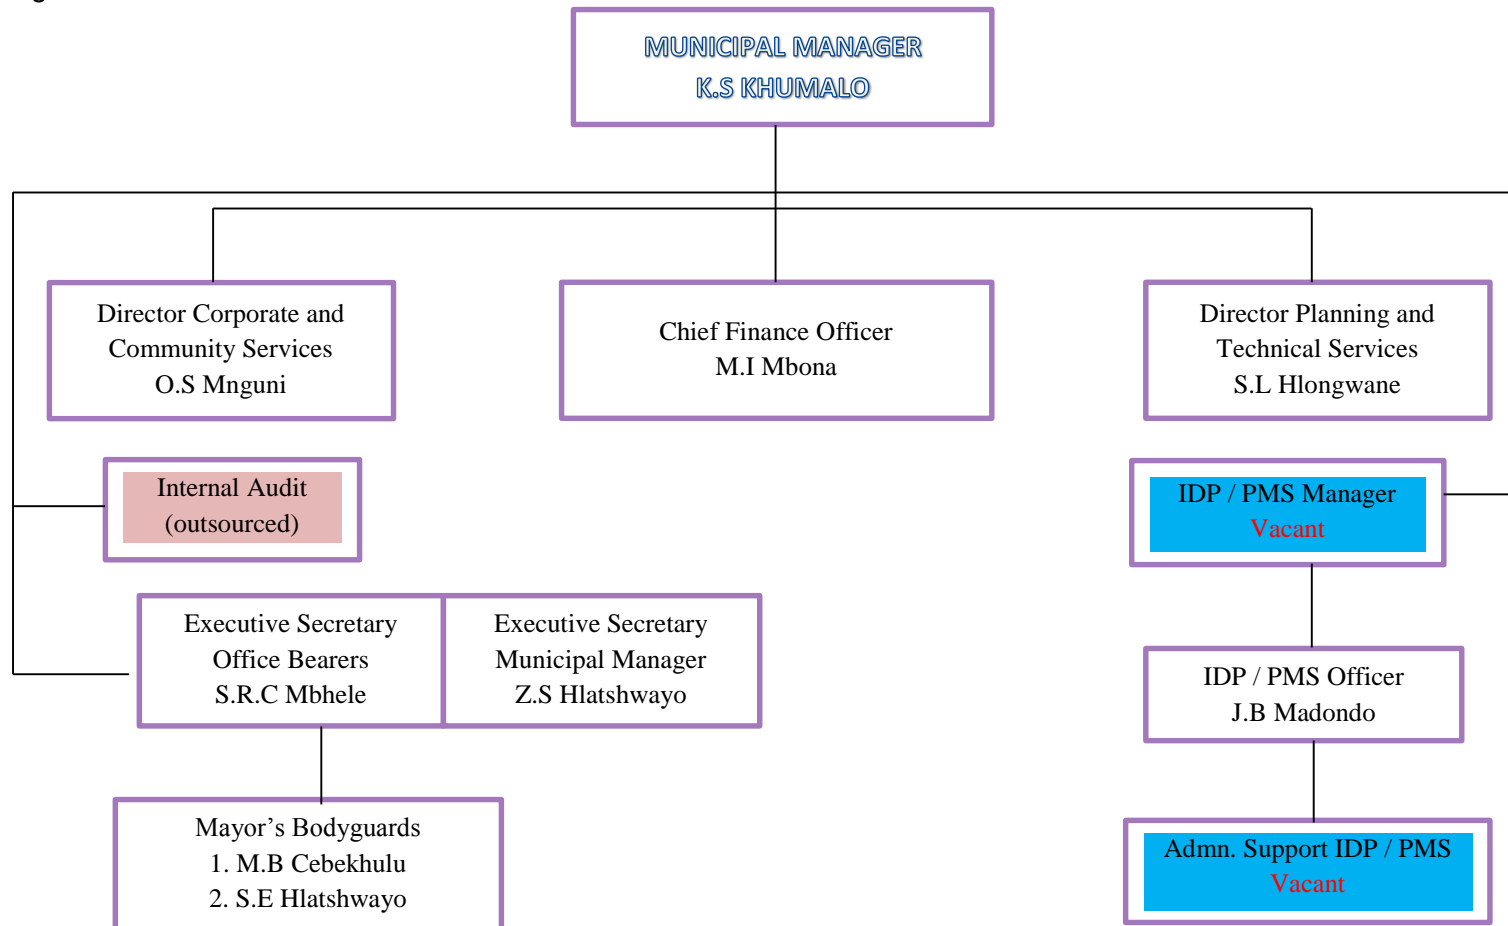 MUNICIPAL MANAGER
K.S KHUMALO
Director Corporate and
Community Services
O.S Mnguni
Chief Finance Officer
M.I Mbona
Director Planning and
Technical Services
S.L Hlongwane
Internal Audit
(outsourced)
IDP / PMS Manager
Vacant
Executive Secretary
Office Bearers
S.R.C Mbhele
Executive Secretary
Municipal Manager
Z.S Hlatshwayo
IDP / PMS Officer
J.B Madondo
Mayor’s Bodyguards
1. M.B Cebekhulu
2. S.E Hlatshwayo
Admn. Support IDP / PMS
Vacant